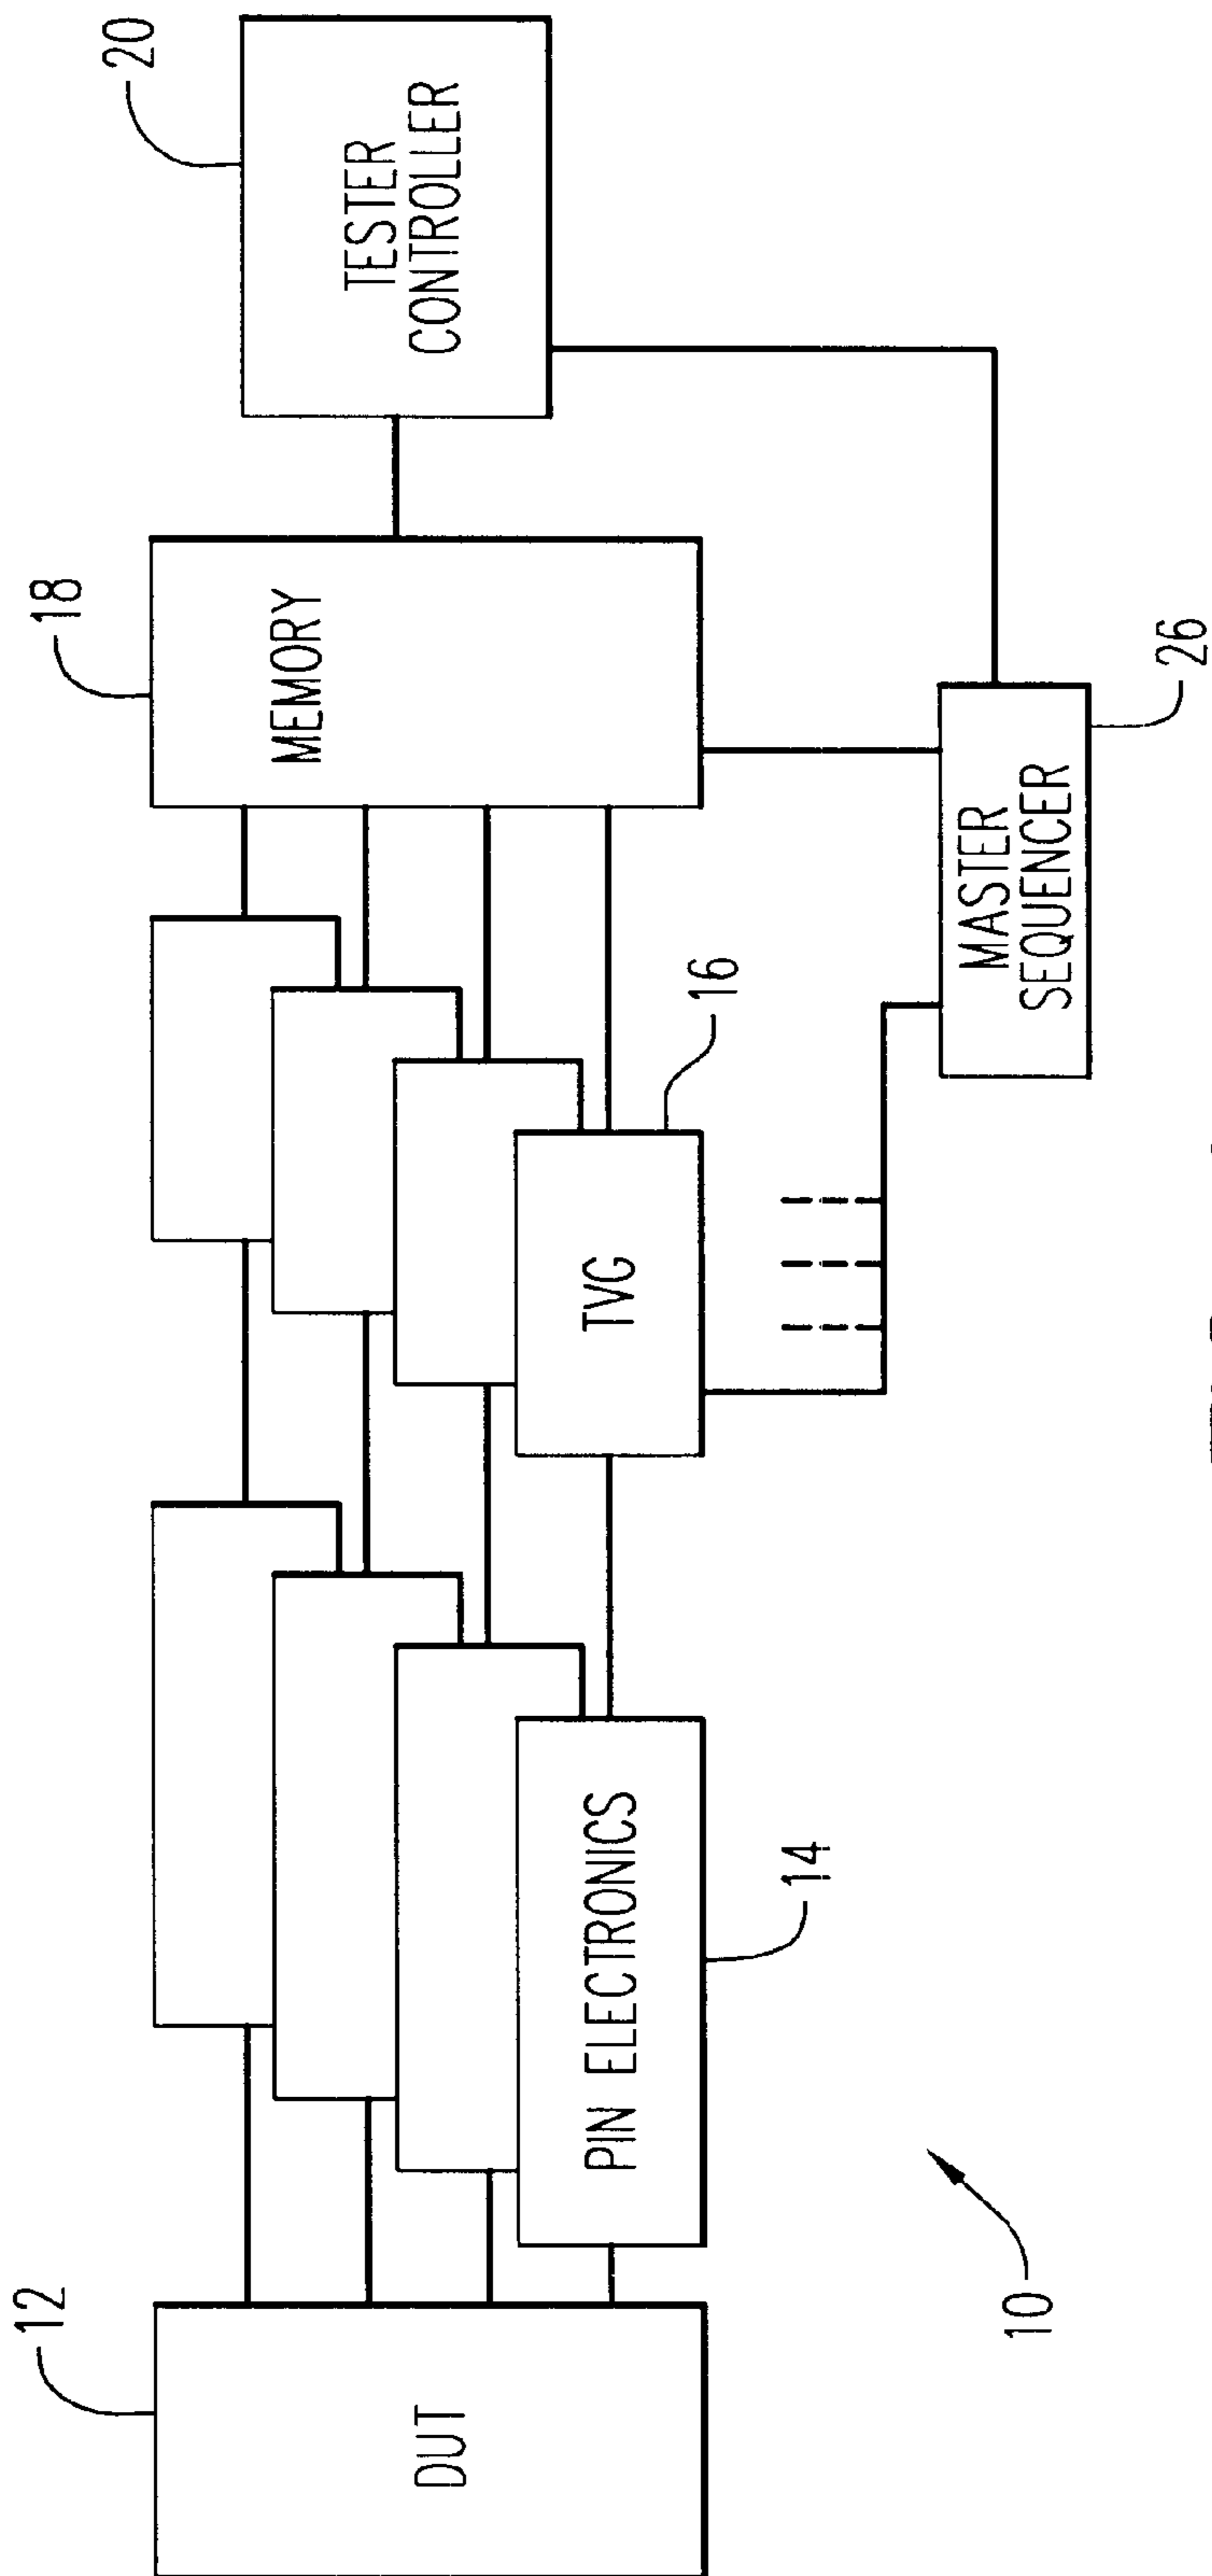 12
DUT
PIN ELECTRONICS
14
TVG
16
18
MEMORY
20
TESTER
CONTROLLER
MASTER
SEQUENCER
26
10